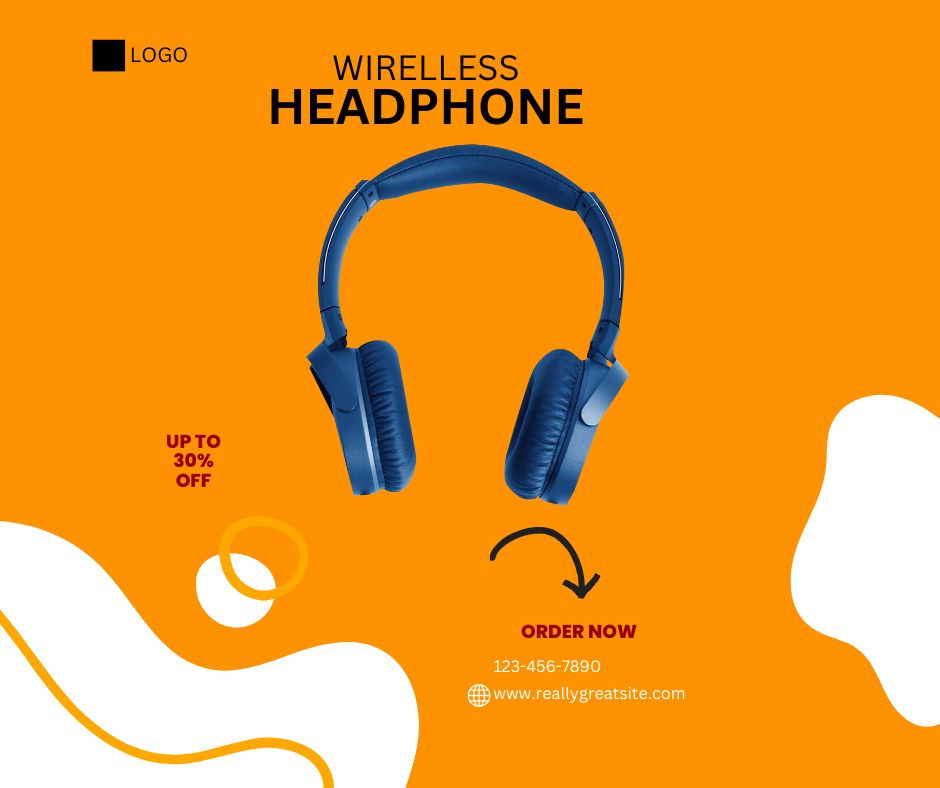 LOGO
WIRELLESS
HEADPHONE
UP TO
30%
OFF
ORDER NOW
123-456-7890
www.reallygreatsite.com